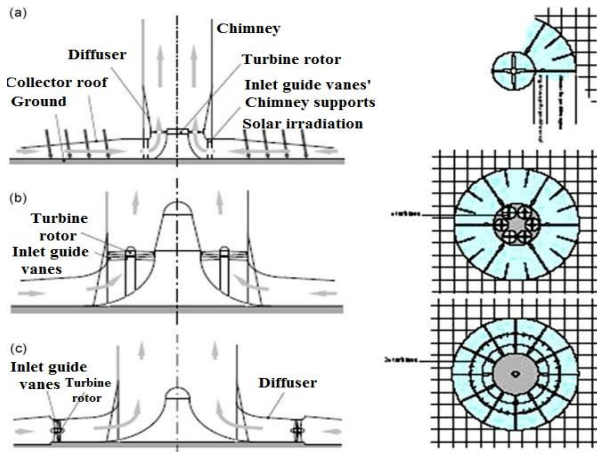 (a)
Chimney
Diffuser
Turbine rotor
Collector roof
Ground
Inlet guide vanes'
Chimney supports
Solar irradiation
(b)
Turbine
rotor
Inlet guide
vanes
(c)
Inlet guide
vanes
Turbine
rotor
Diffuser